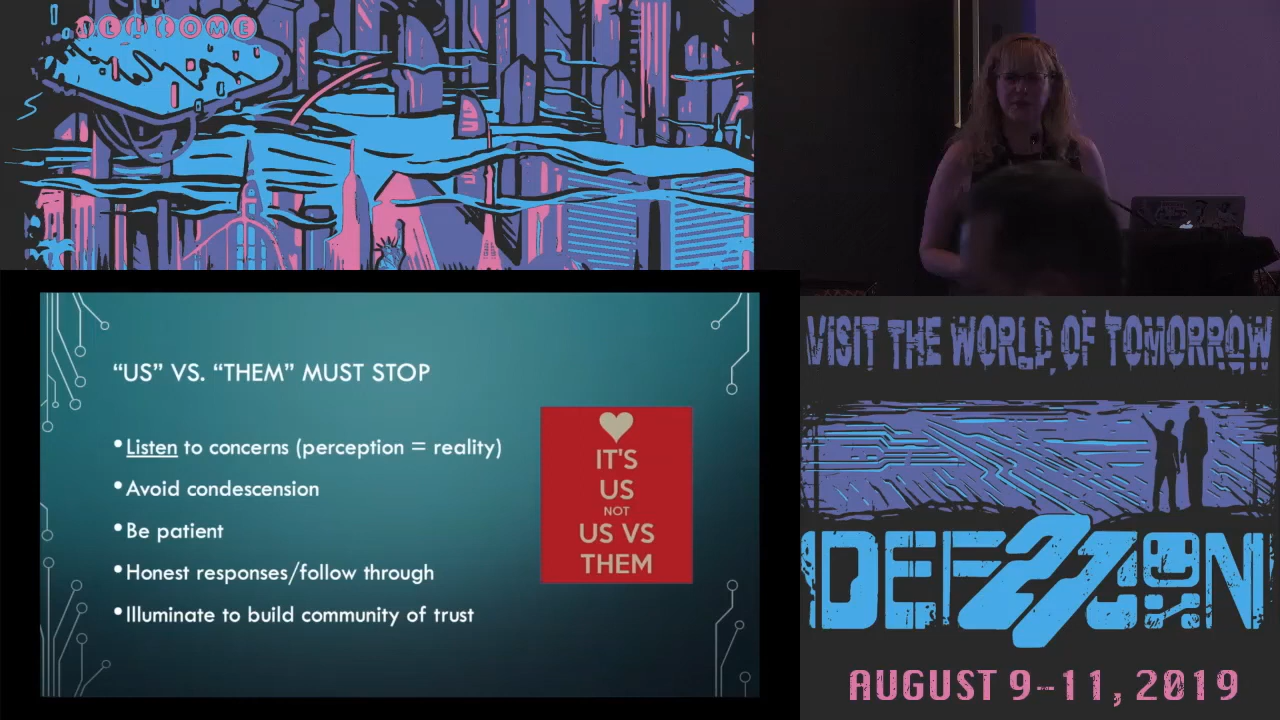 WELCOME
"US" VS. "THEM" MUST STOP
•Listen to concerns (perception = reality)
•Avoid condescension
•Be patient
•Honest responses/follow through
•Illuminate to build community of trust
IT'S
US
NOT
US VS
THEM
VISIT THE WORLD OF TOMORROW
DEF27CON
AUGUST 9-11, 2019